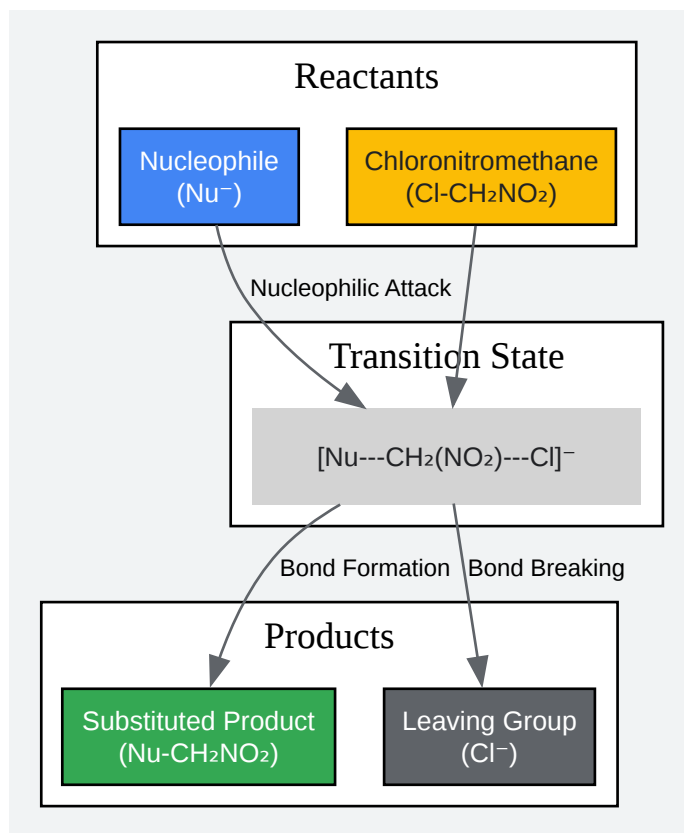 Reactants
Nucleophile
(Nu⁻)
Chloronitromethane
(Cl-CH₂NO₂)
Nucleophilic Attack
Transition State
[Nu---CH₂(NO₂)---Cl]⁻
Bond Formation
Bond Breaking
Products
Substituted Product
(Nu-CH₂NO₂)
Leaving Group
(Cl⁻)